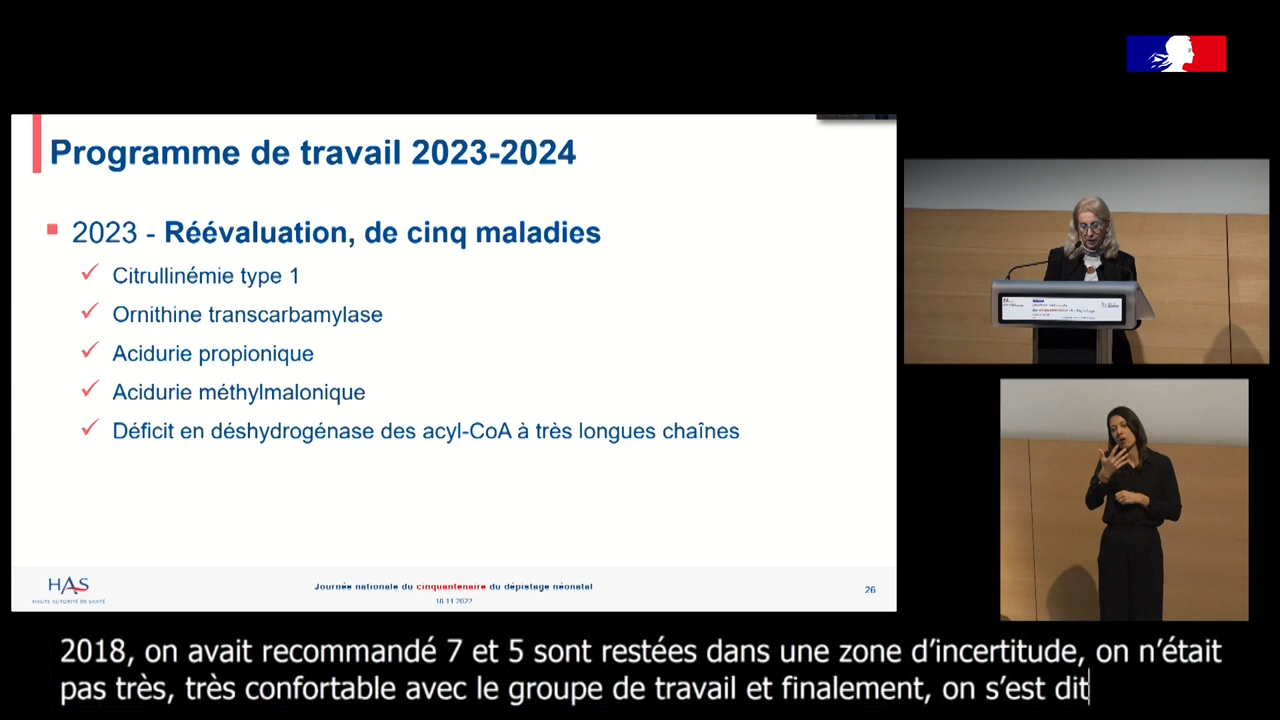 Programme de travail 2023-2024
2023 - Réévaluation, de cinq maladies
Citrullinémie type 1
Ornithine transcarbamylase
Acidurie propionique
Acidurie méthylmalonique
Déficit en déshydrogénase des acyl-CoA à très longues chaînes
HAS
HAUTE AUTORITÉ DE SANTÉ
Journée nationale du cinquantenaire du dépistage néonatal
18.11.2022
26
2018, on avait recommandé 7 et 5 sont restées dans une zone d’incertitude, on n’était
pas très, très confortable avec le groupe de travail et finalement, on s’est dit